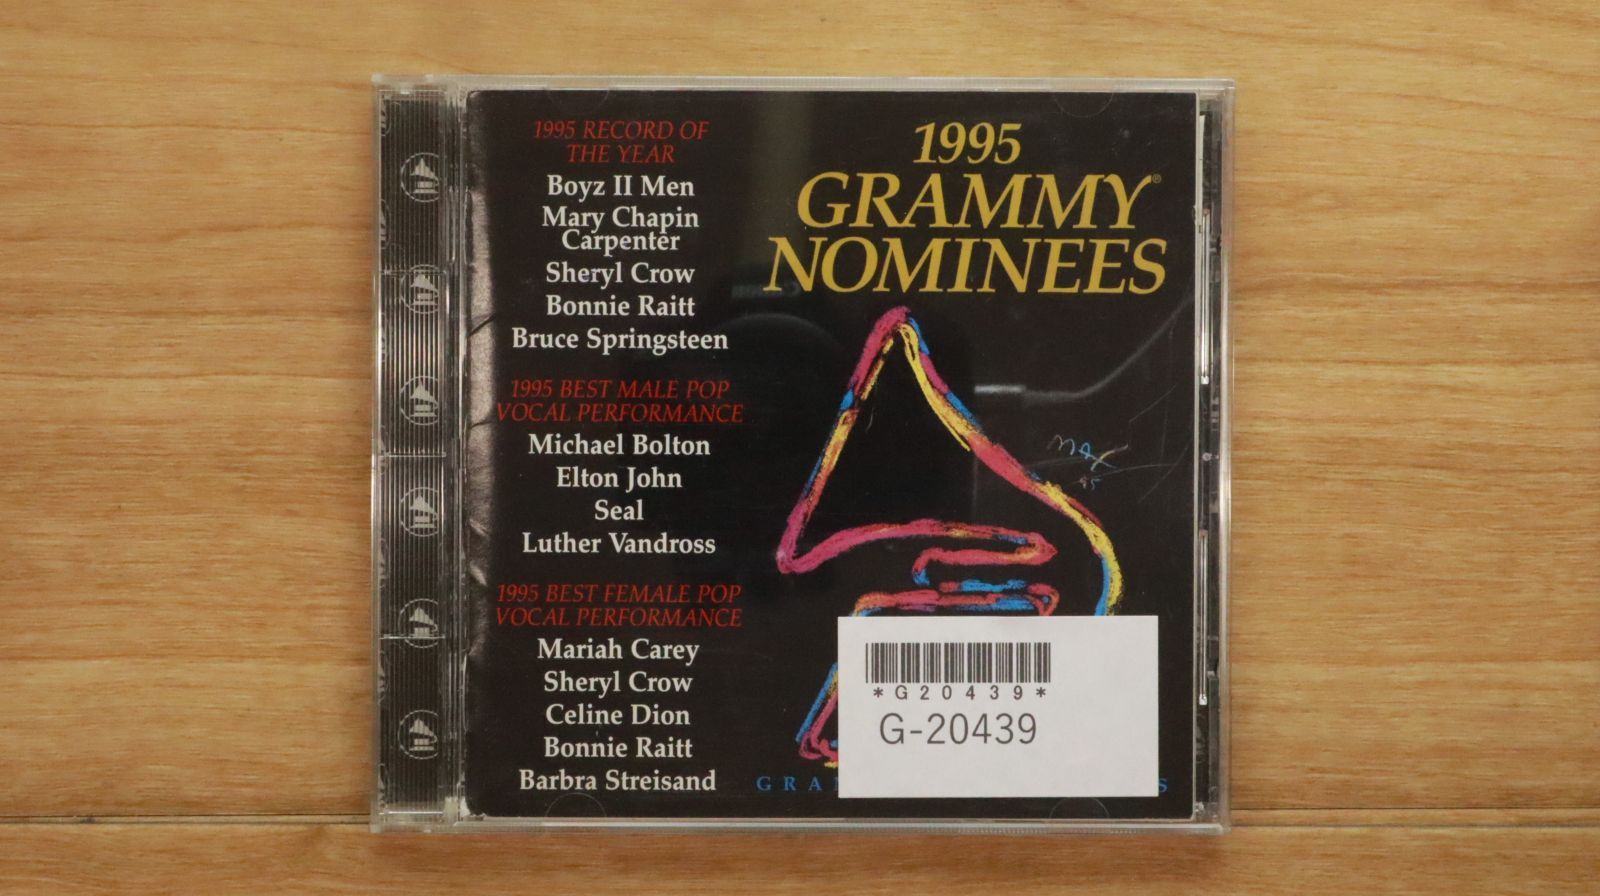 1995 RECORD OF
THE YEAR
Boyz II Men
Mary Chapin
Carpenter
Sheryl Crow
Bonnie Raitt
Bruce Springsteen
1995 BEST MALE POP
VOCAL PERFORMANCE
Michael Bolton
Elton John
Seal
Luther Vandross
1995 BEST FEMALE POP
VOCAL PERFORMANCE
Mariah Carey
Sheryl Crow
Celine Dion
Bonnie Raitt
Barbra Streisand
1995
GRAMMY®
NOMINEES
MAX
95
*G20439*
G-20439